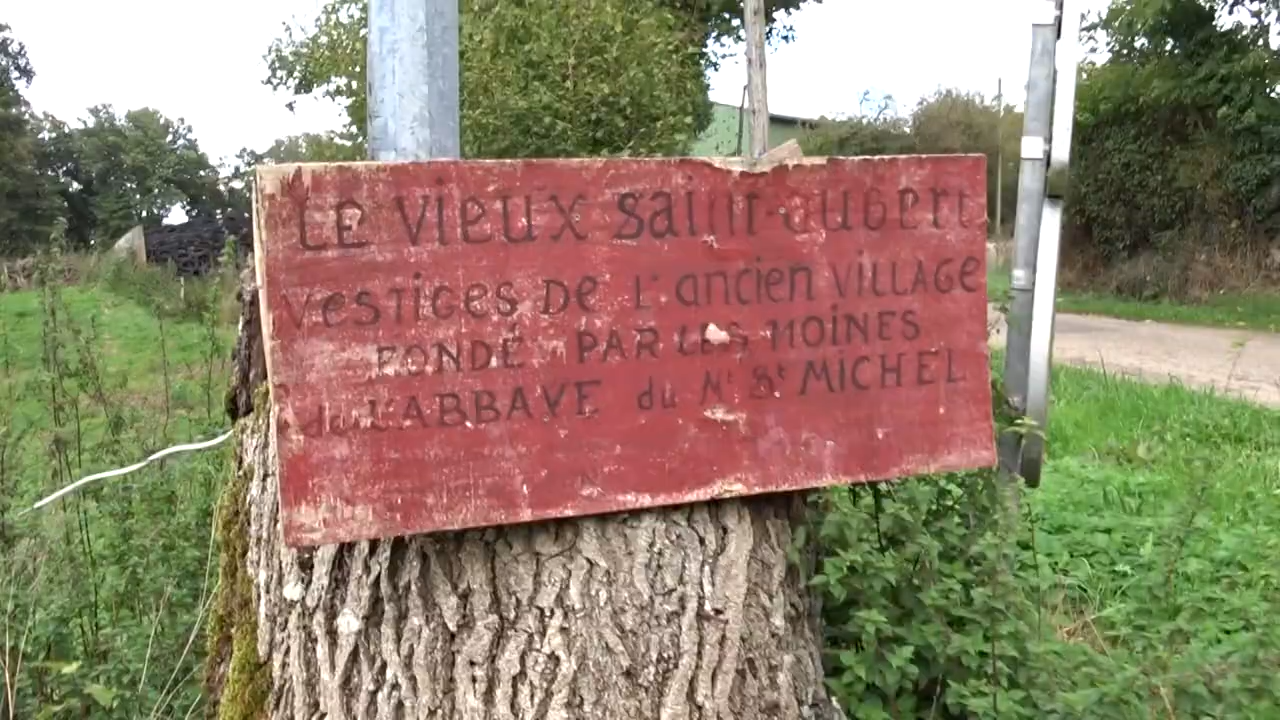 LE Vieux Saint-aubert
VESTIGES DE L'ancien VILLAGE
FONDÉ PAR LES MOINES
de L'ABBAYE du Mt St MICHEL